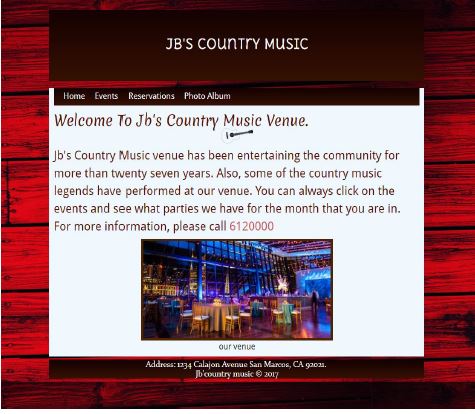 JB'S COUNTRY MUSIC
Home Events Reservations Photo Album
Welcome To Jb's Country Music Venue.
Jb's Country Music venue has been entertaining the community for
more than twenty seven years. Also, some of the country music
legends have performed at our venue. You can always click on the
events and see what parties we have for the month that you are in.
For more information, please call 6120000
our venue
Address: 1234 Calajon Avenue San Marcos, CA 92021.
Jb'country music © 2017